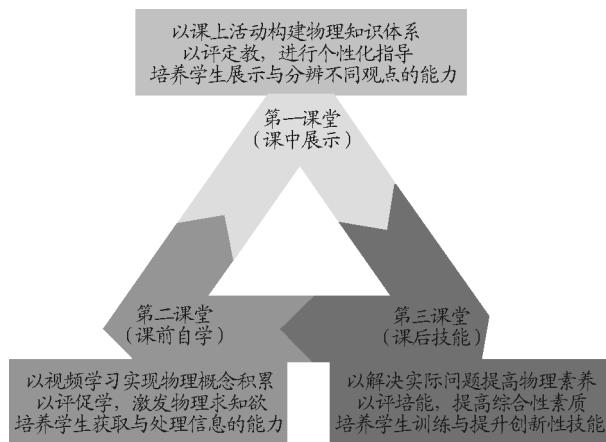 以课上活动构建物理知识体系
以评定教，进行个性化指导
培养学生展示与分辨不同观点的能力
第一课堂
（课中展示）
第二课堂
（课前自学）
第三课堂
（课后技能）
以视频学习实现物理概念积累
以评促学，激发物理求知欲
培养学生获取与处理信息的能力
以解决实际问题提高物理素养
以评培能，提高综合性素质
培养学生训练与提升创新性技能